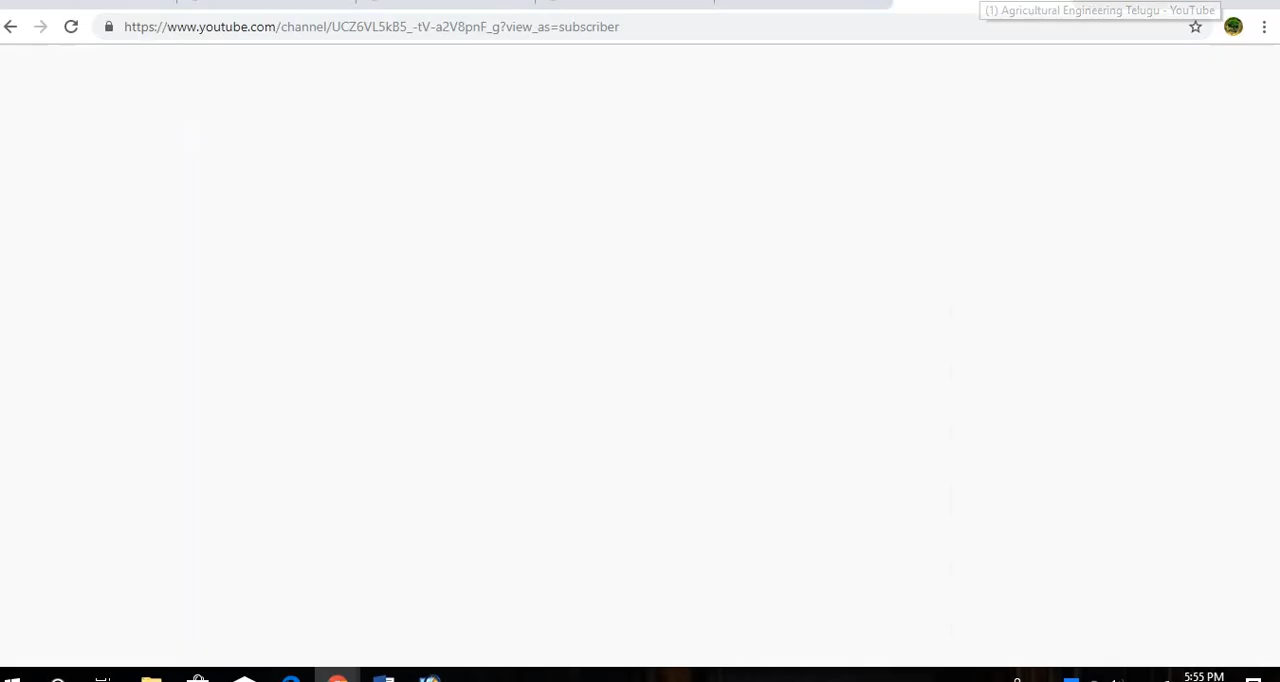 (1) Agricultural Engineering Telugu - YouTube
https://www.youtube.com/channel/UCZ6VL5kB5_-tV-a2V8pnF_g?view_as=subscriber
5:55 PM